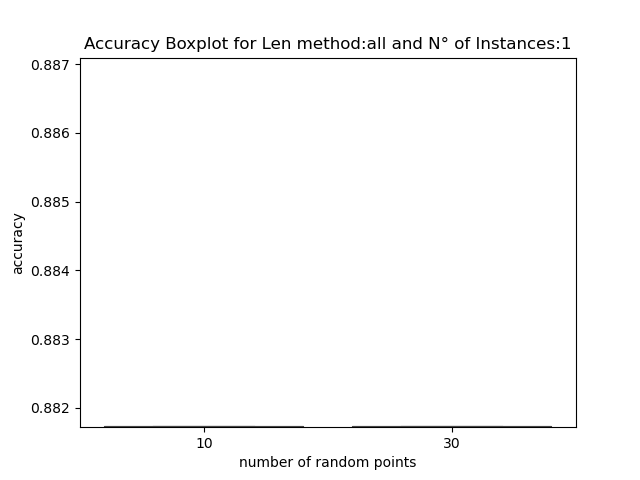 Accuracy Boxplot for Len method:all and N° of Instances:1
0.887
0.886
0.885
0.884
0.883
0.882
accuracy
10 30
number of random points